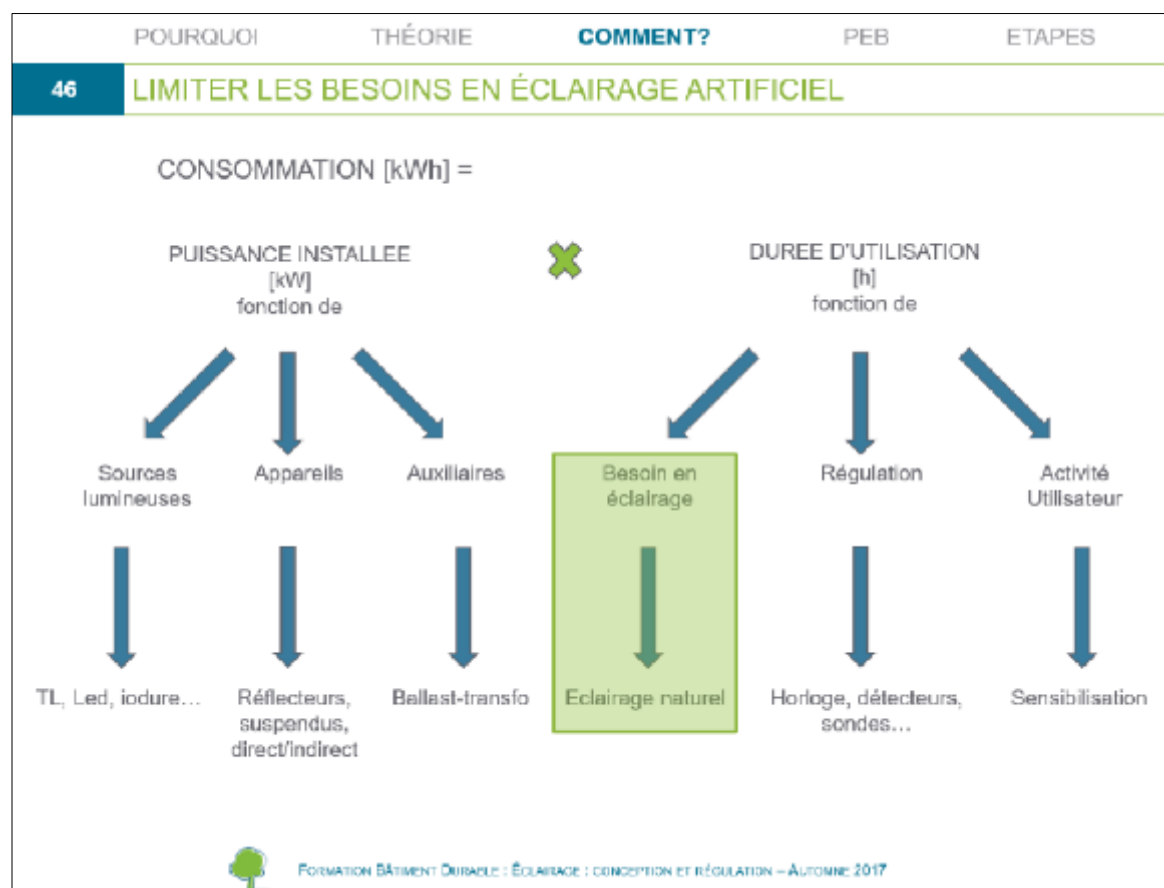 POURQUOI THÉORIE COMMENT? PEB ETAPES
46 LIMITER LES BESOINS EN ÉCLAIRAGE ARTIFICIEL
CONSOMMATION [kWh] =
PUISSANCE INSTALLEE
[kW]
fonction de
DUREE D'UTILISATION
[h]
fonction de
Sources
lumineuses
Appareils
Auxiliaires
Besoin en
éclairage
Régulation
Activité
Utilisateur
TL, Led, iodure…
Réflecteurs,
suspendus,
direct/indirect
Ballast-transfo
Eclairage naturel
Horloge, détecteurs,
sondes…
Sensibilisation
FORMATION BÂTIMENT DURABLE : ÉCLAIRAGE : CONCEPTION ET RÉGULATION – AUTOMNE 2017